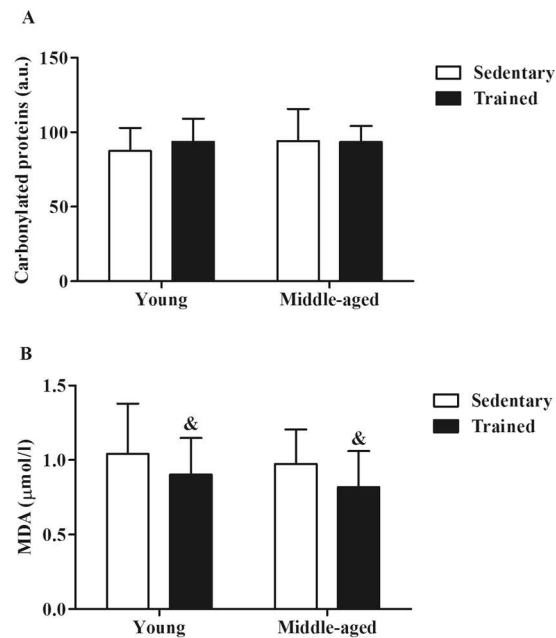 A
Carbonylated proteins (a.u.)
150
100
50
0
Young
Middle-aged
Sedentary
Trained
B
MDA (μmol/l)
1.5
1.0
0.5
0.0
&
&
Young
Middle-aged
Sedentary
Trained